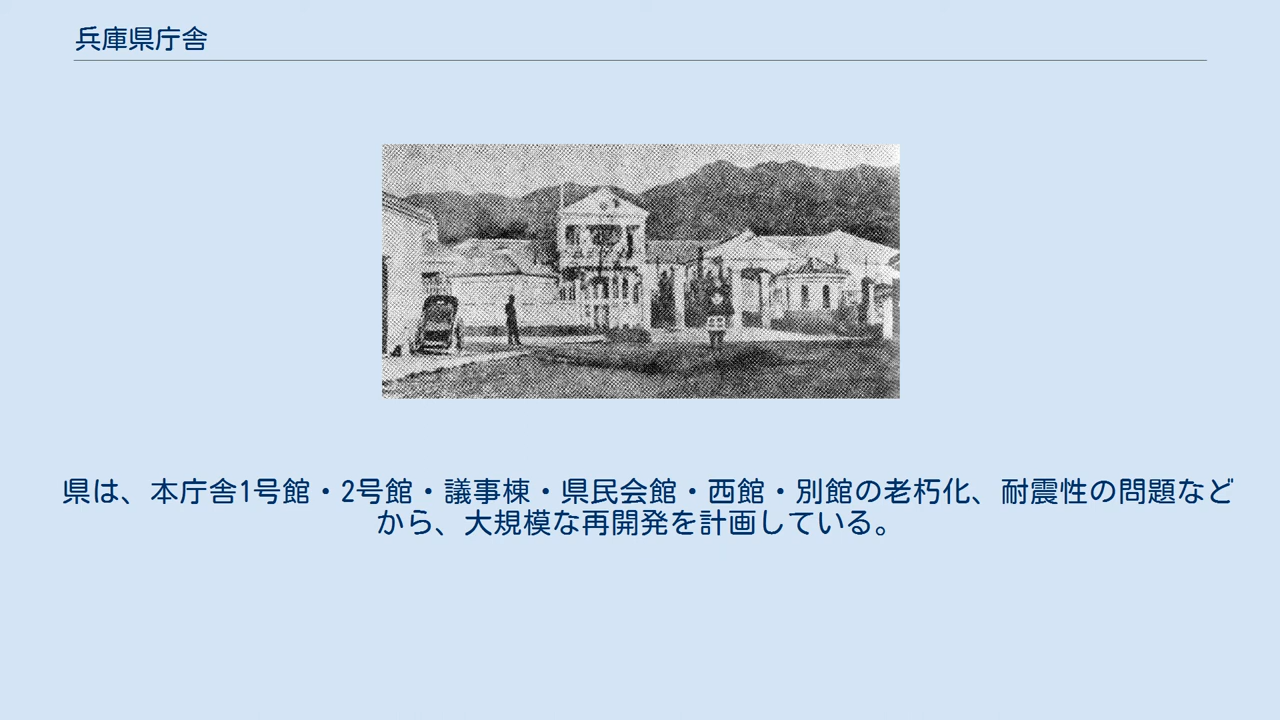 兵庫県庁舎
県は、本庁舎1号館・2号館・議事棟・県民会館・西館・別館の老朽化、耐震性の問題など
から、大規模な再開発を計画している。